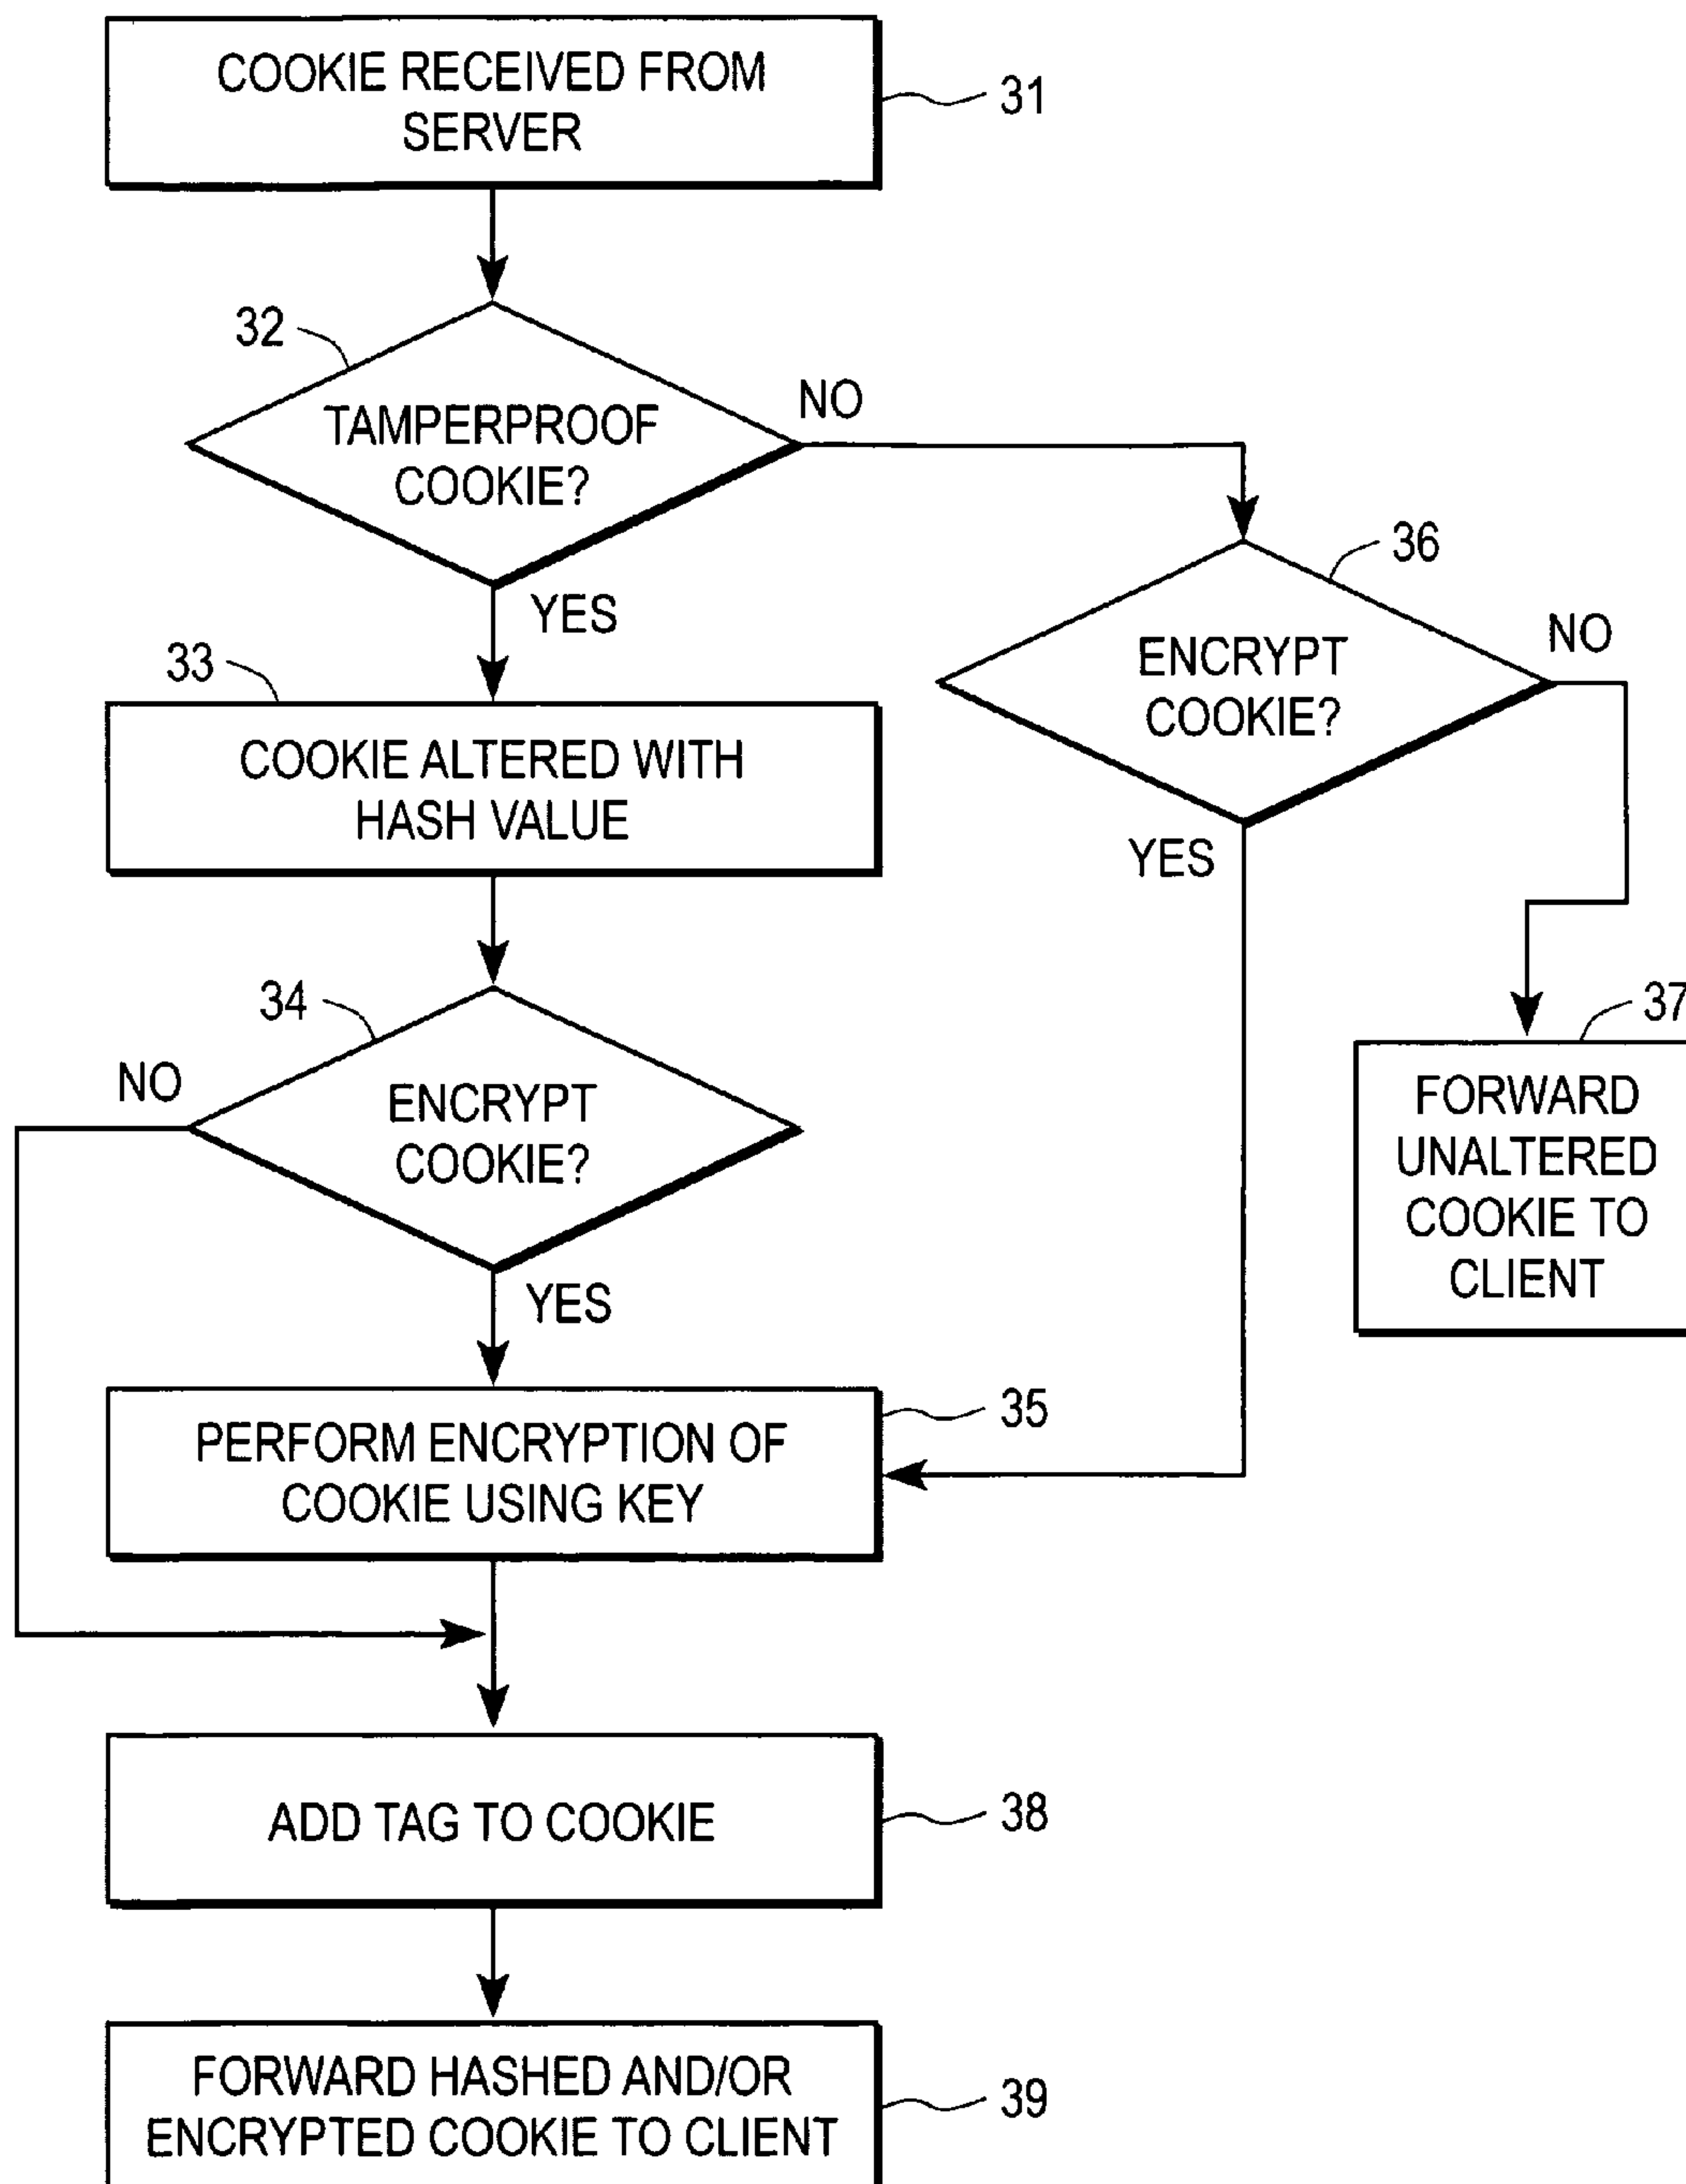 COOKIE RECEIVED FROM
SERVER
31
32
TAMPERPROOF
COOKIE?
NO
YES
36
ENCRYPT
COOKIE?
NO
YES
33
COOKIE ALTERED WITH
HASH VALUE
34
NO
ENCRYPT
COOKIE?
YES
37
FORWARD
UNALTERED
COOKIE TO
CLIENT
35
PERFORM ENCRYPTION OF
COOKIE USING KEY
ADD TAG TO COOKIE
38
FORWARD HASHED AND/OR
ENCRYPTED COOKIE TO CLIENT
39